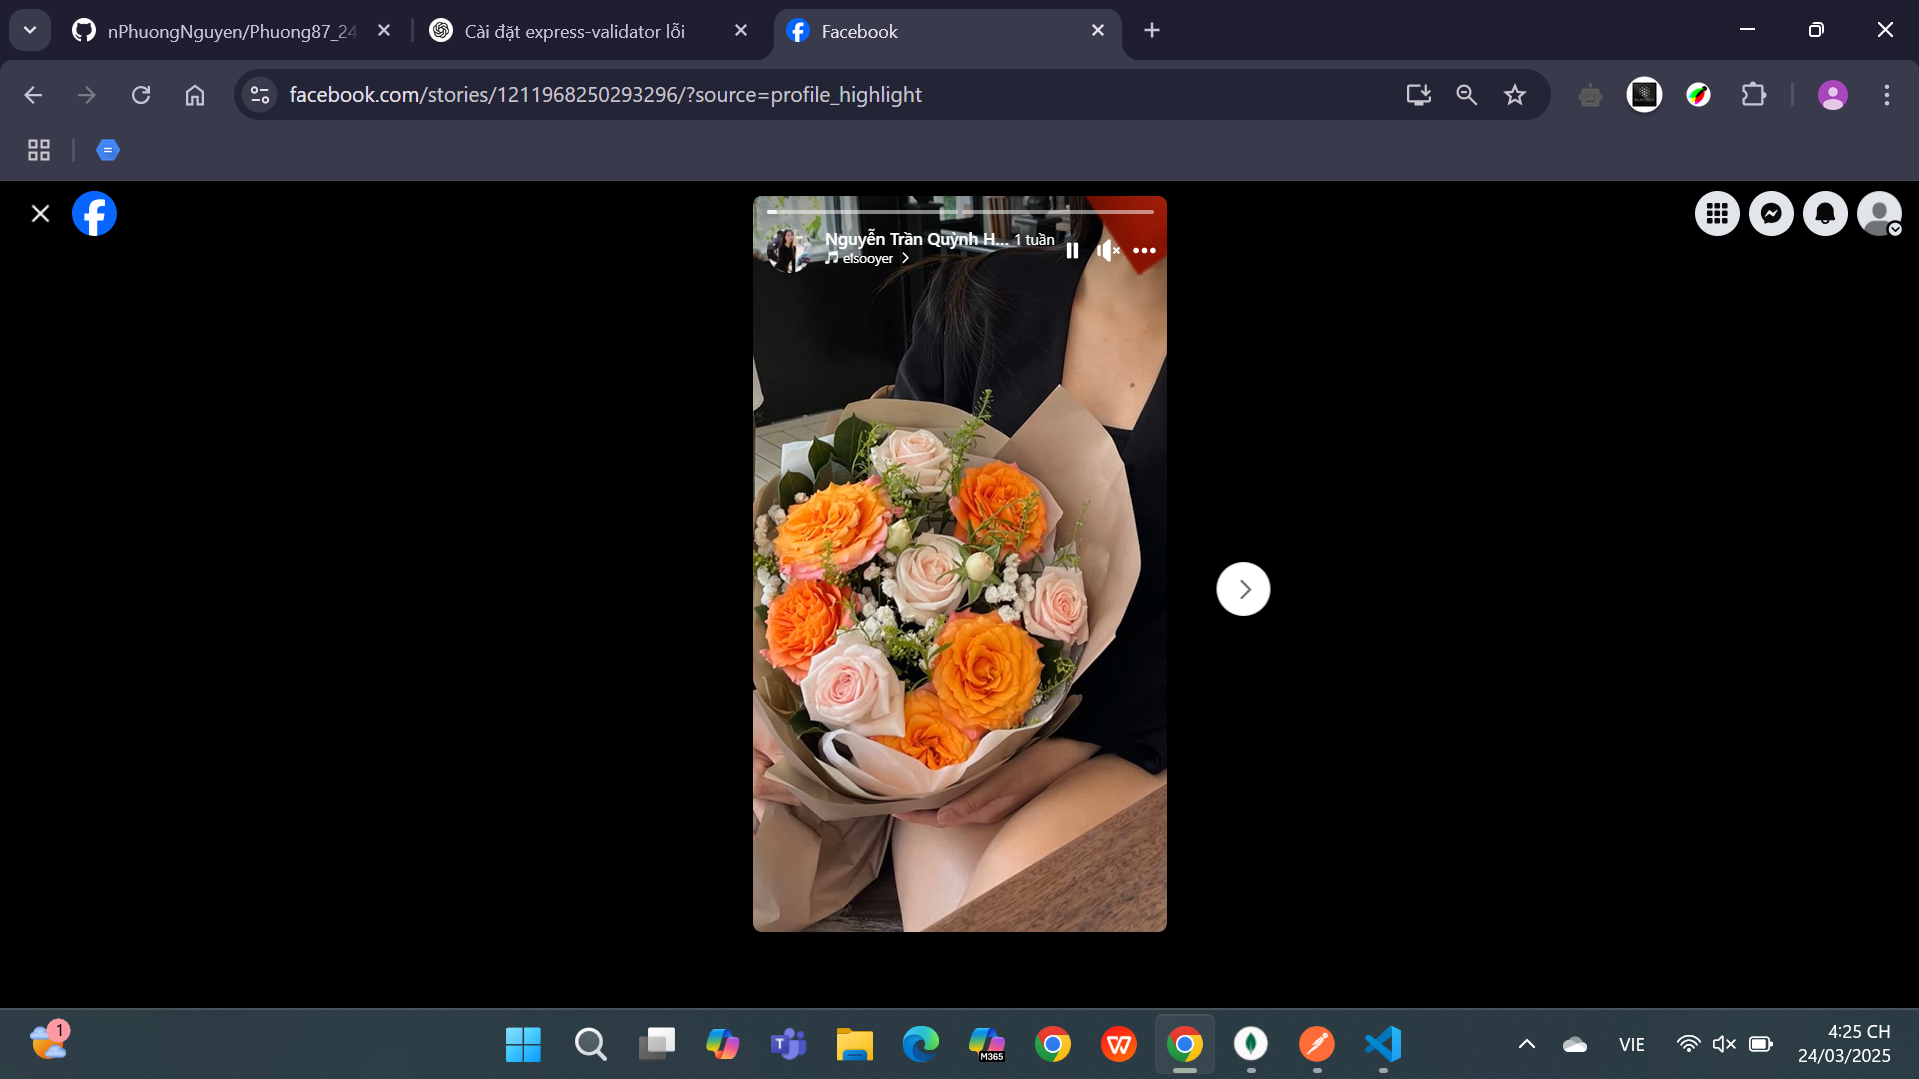 nPhuongNguyen/Phuong87_24
Cài đặt express-validator lỗi
Facebook
facebook.com/stories/1211968250293296/?source=profile_highlight
Nguyễn Trần Quỳnh H... 1 tuần
elsooyer
1
M365
VIE
4:25 CH
24/03/2025